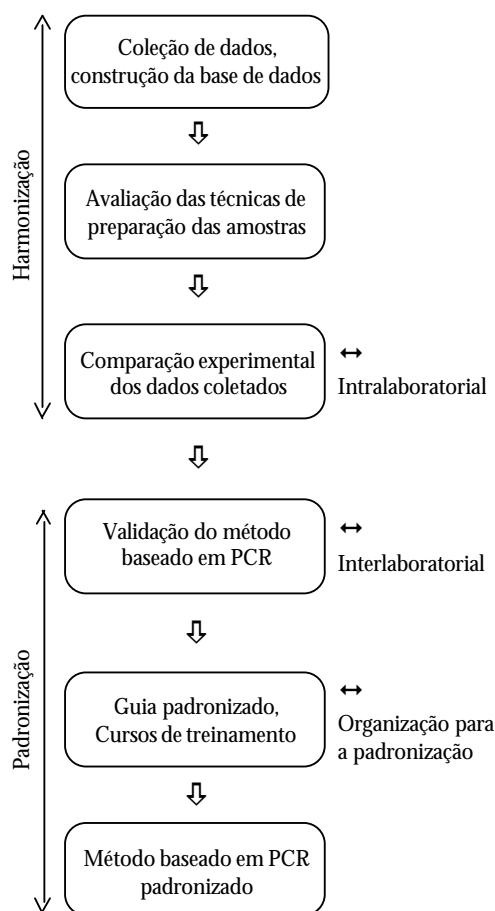 Coleção de dados,
construção da base de dados
Avaliação das técnicas de
preparação das amostras
Harmonização
Comparação experimental
dos dados coletados
Intralaboratorial
Validação do método
baseado em PCR
Interlaboratorial
Padronização
Guia padronizado,
Cursos de treinamento
Organização para
a padronização
Método baseado em PCR
padronizado